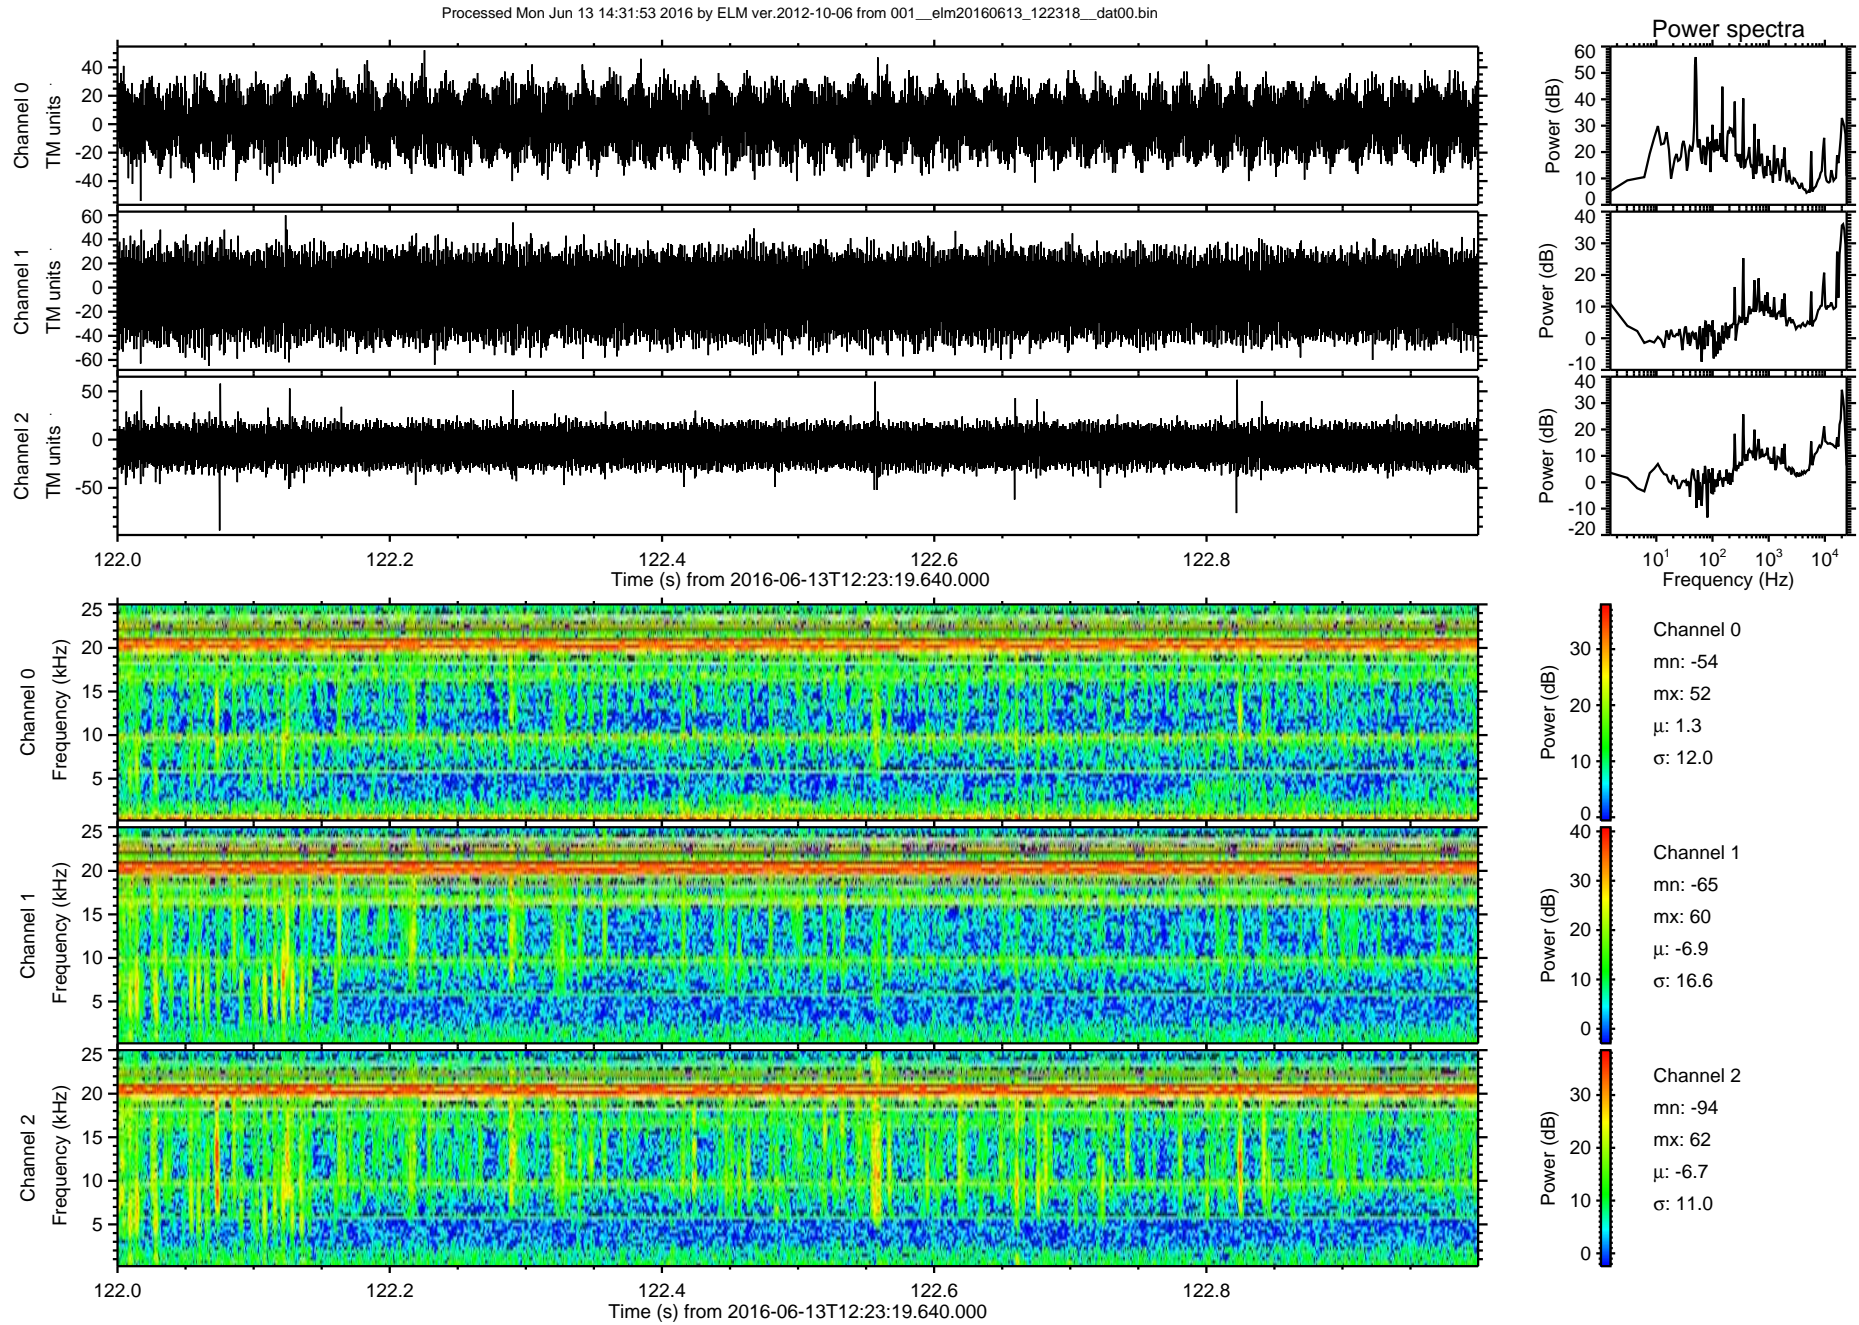 Processed Mon Jun 13 14:31:53 2016 by ELM ver.2012-10-06 from 001__elm20160613_122318__dat00.bin
Power spectra
Channel 0
TM units
40
20
0
-20
-40
Power (dB)
60
50
40
30
20
10
0
Channel 1
TM units
60
40
20
0
-20
-40
-60
Power (dB)
40
30
20
10
0
-10
Channel 2
TM units
50
0
-50
Power (dB)
40
30
20
10
0
-10
-20
122.0 122.2 122.4 122.6 122.8
Time (s) from 2016-06-13T12:23:19.640.000
10¹ 10² 10³ 10⁴
Frequency (Hz)
Channel 0
Frequency (kHz)
25
20
15
10
5
Power (dB)
30
20
10
0
Channel 0
mn: -54
mx: 52
µ: 1.3
σ: 12.0
Channel 1
Frequency (kHz)
25
20
15
10
5
Power (dB)
40
30
20
10
0
Channel 1
mn: -65
mx: 60
µ: -6.9
σ: 16.6
Channel 2
Frequency (kHz)
25
20
15
10
5
Power (dB)
30
20
10
0
Channel 2
mn: -94
mx: 62
µ: -6.7
σ: 11.0
122.0 122.2 122.4 122.6 122.8
Time (s) from 2016-06-13T12:23:19.640.000